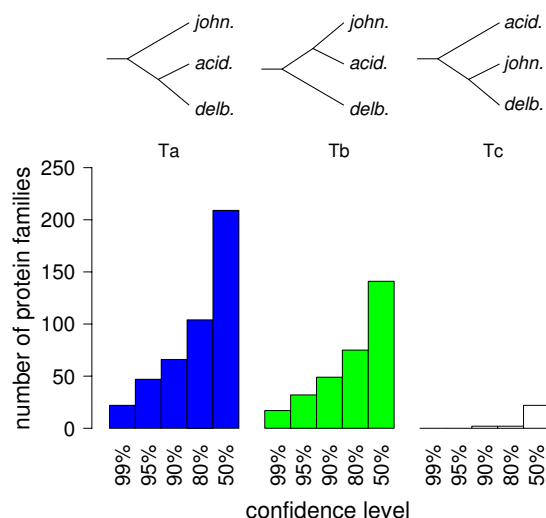 john.
acid.
delb.
john.
acid.
delb.
acid.
john.
delb.
Ta
Tb
Tc
number of protein families
250
200
150
100
50
0
99%
95%
90%
80%
50%
99%
95%
90%
80%
50%
99%
95%
90%
80%
50%
confidence level